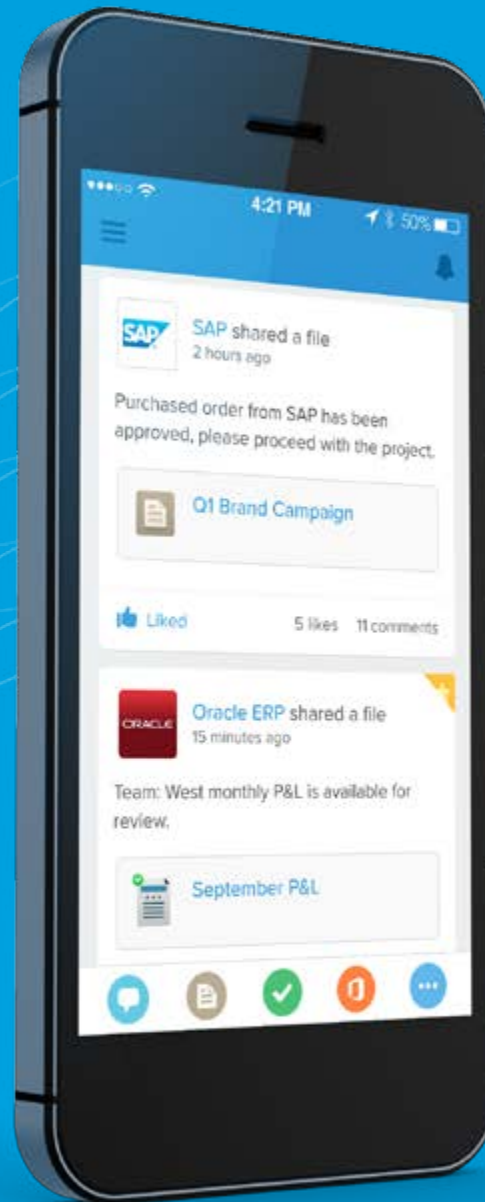 4:21 PM
50%
SAP
SAP shared a file
2 hours ago
Purchased order from SAP has been
approved, please proceed with the project.
Q1 Brand Campaign
Liked
5 likes 11 comments
ORACLE
Oracle ERP shared a file
15 minutes ago
Team: West monthly P&L is available for
review.
September P&L